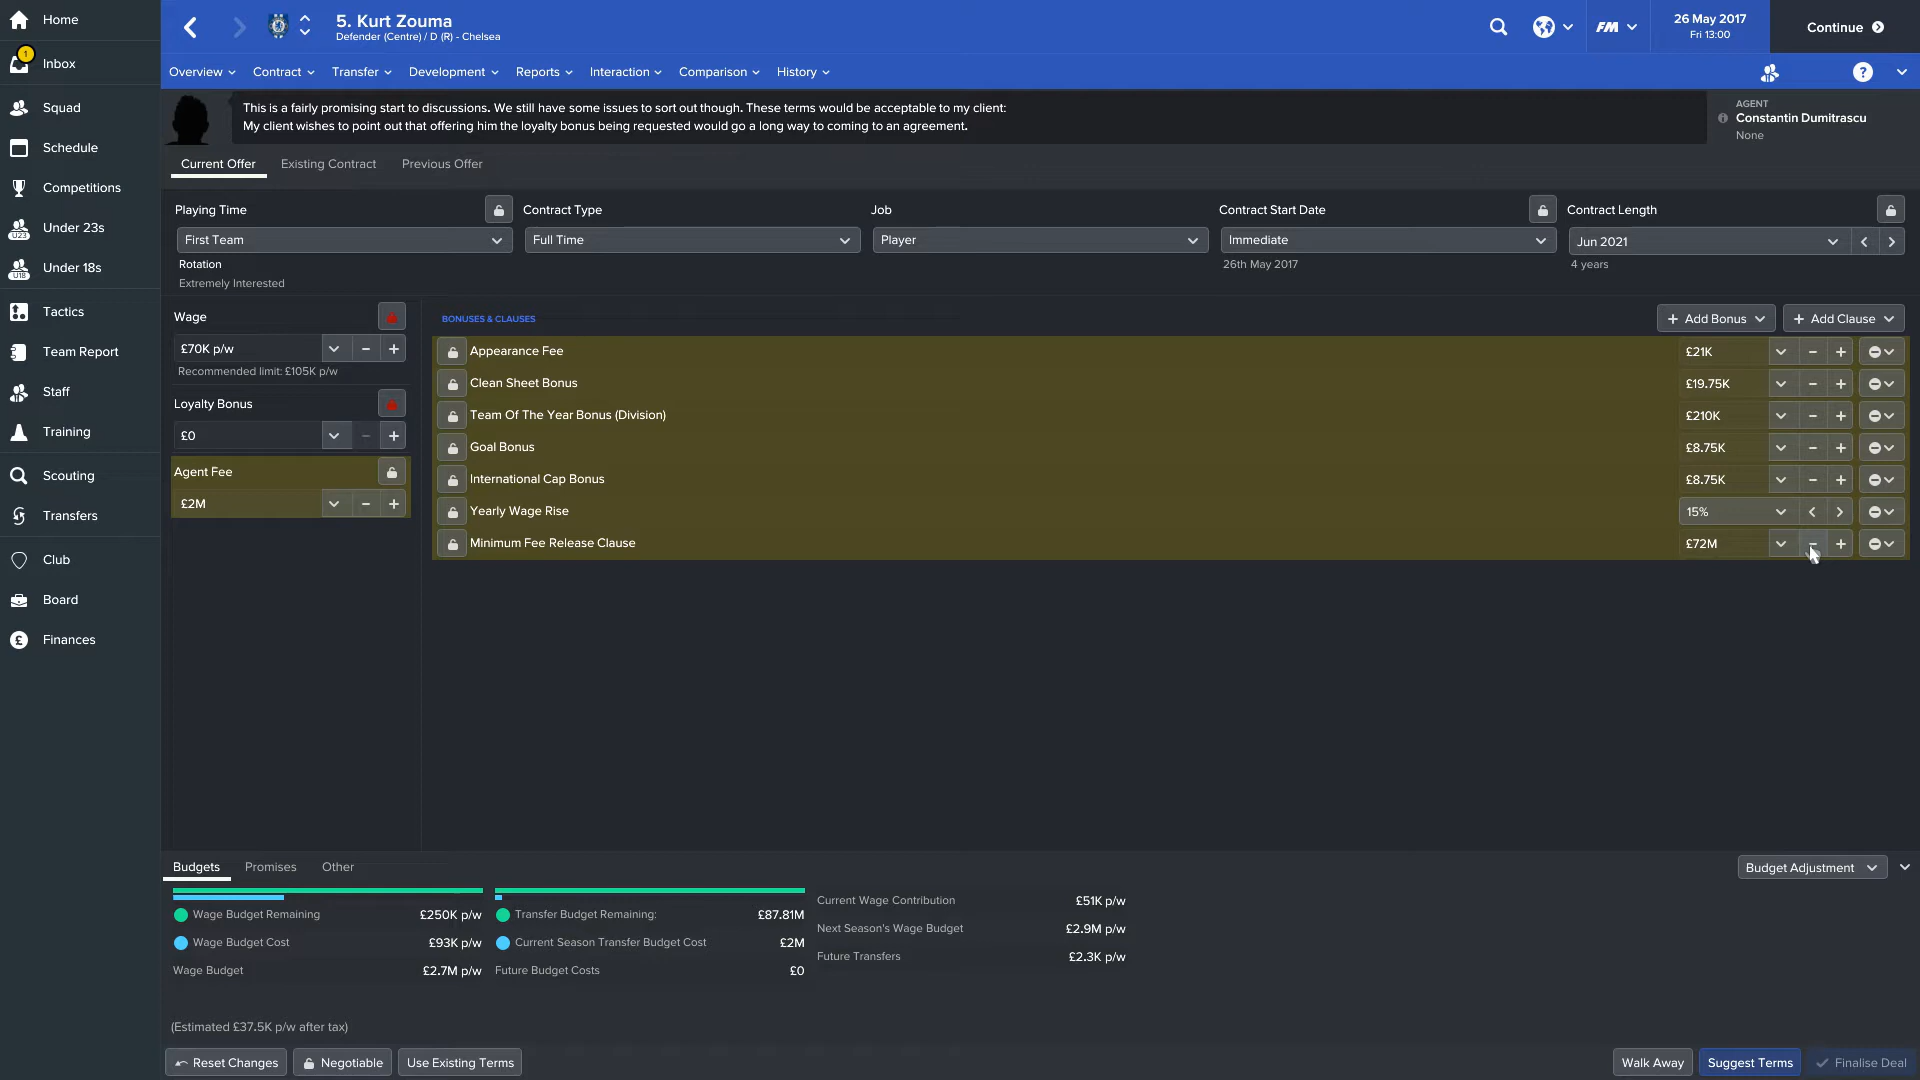 Home
5. Kurt Zouma
Defender (Centre) / D (R) - Chelsea
FM
26 May 2017
Fri 13:00
Continue
1
Inbox
Overview
Contract
Transfer
Development
Reports
Interaction
Comparison
History
?
Squad
This is a fairly promising start to discussions. We still have some issues to sort out though. These terms would be acceptable to my client:
My client wishes to point out that offering him the loyalty bonus being requested would go a long way to coming to an agreement.
AGENT
Constantin Dumitrascu
None
Schedule
Current Offer
Existing Contract
Previous Offer
Competitions
Playing Time
Contract Type
Job
Contract Start Date
Contract Length
U23
Under 23s
First Team
Full Time
Player
Immediate
Jun 2021
U18
Under 18s
Rotation
26th May 2017
4 years
Extremely Interested
Tactics
Wage
BONUSES & CLAUSES
+ Add Bonus
+ Add Clause
Team Report
£70K p/w
Recommended limit: £105K p/w
Appearance Fee
£21K
Staff
Loyalty Bonus
Clean Sheet Bonus
£19.75K
Training
£0
Team Of The Year Bonus (Division)
£210K
Goal Bonus
£8.75K
Scouting
Agent Fee
International Cap Bonus
£8.75K
Transfers
£2M
Yearly Wage Rise
15%
Minimum Fee Release Clause
£72M
Club
Board
£
Finances
Budgets
Promises
Other
Budget Adjustment
Wage Budget Remaining
£250K p/w
Transfer Budget Remaining:
£87.81M
Current Wage Contribution
£51K p/w
Wage Budget Cost
£93K p/w
Current Season Transfer Budget Cost
£2M
Next Season's Wage Budget
£2.9M p/w
Wage Budget
£2.7M p/w
Future Budget Costs
£0
Future Transfers
£2.3K p/w
(Estimated £37.5K p/w after tax)
Reset Changes
Negotiable
Use Existing Terms
Walk Away
Suggest Terms
Finalise Deal